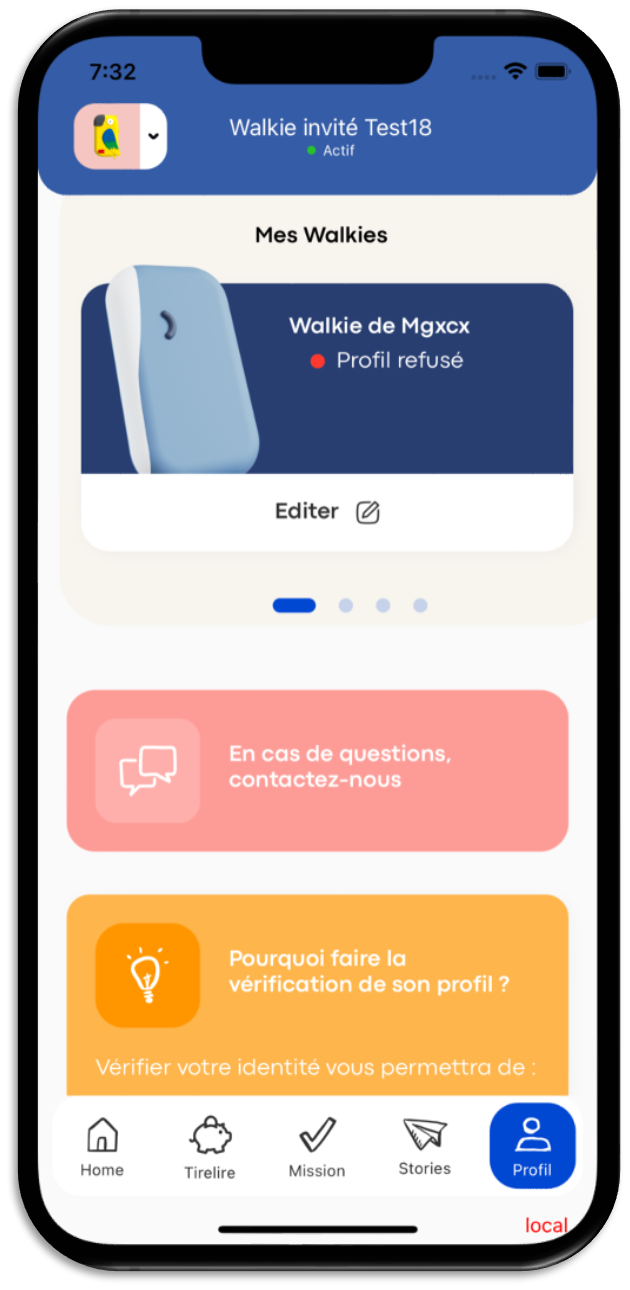 7:32
Walkie invité Test18
Actif
Mes Walkies
Walkie de Mgxcx
Profil refusé
Editer
En cas de questions,
contactez-nous
Pourquoi faire la
vérification de son profil ?
Vérifier votre identité vous permettra de :
Home
Tirelire
Mission
Stories
Profil
local